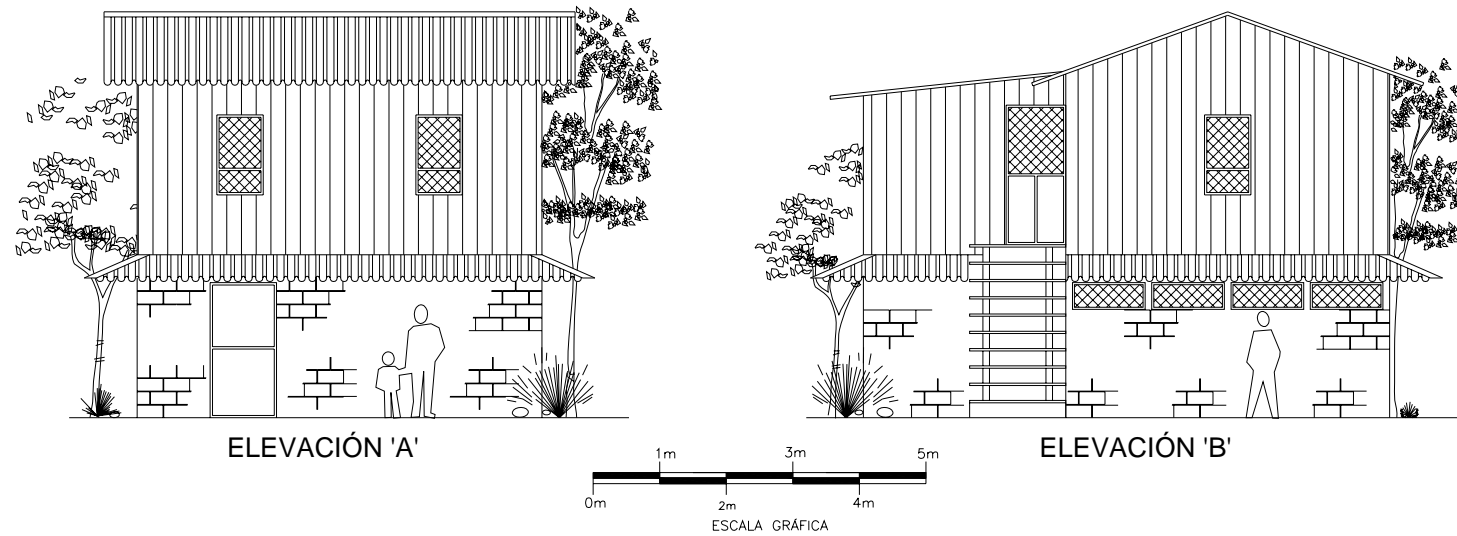 ELEVACIÓN 'A'
ELEVACIÓN 'B'
1m 3m 5m
0m 2m 4m
ESCALA GRÁFICA